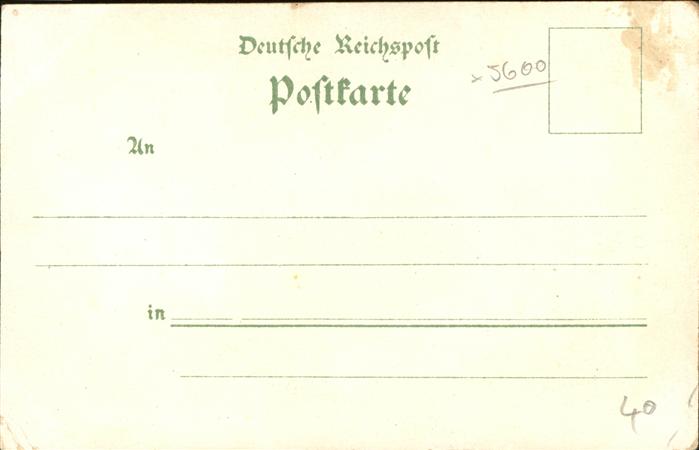 Deutsche Reichspost
Postkarte
x 5600
An
in
40